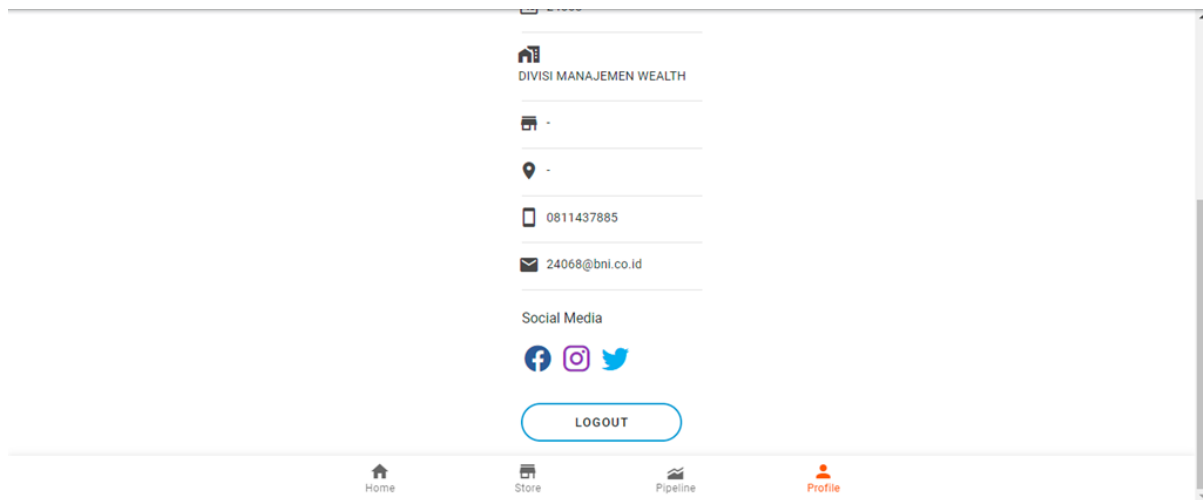 DIVISI MANAJEMEN WEALTH
-
-
0811437885
24068@bni.co.id
Social Media
LOGOUT
Home
Store
Pipeline
Profile